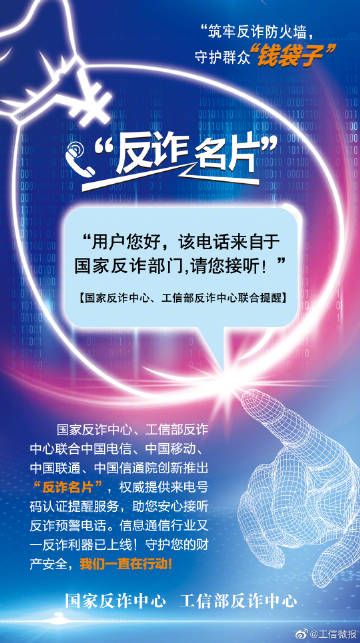 “筑牢反诈防火墙，
守护群众“钱袋子”
“反诈名片”
“用户您好，该电话来自于
国家反诈部门,请您接听！”
【国家反诈中心、工信部反诈中心联合提醒】
国家反诈中心、工信部反诈
中心联合中国电信、中国移动、
中国联通、中国信通院创新推出
“反诈名片”，权威提供来电号
码认证提醒服务，助您安心接听
反诈预警电话。信息通信行业又
一反诈利器已上线！守护您的财
产安全，我们一直在行动！
国家反诈中心 工信部反诈中心
@工信微报